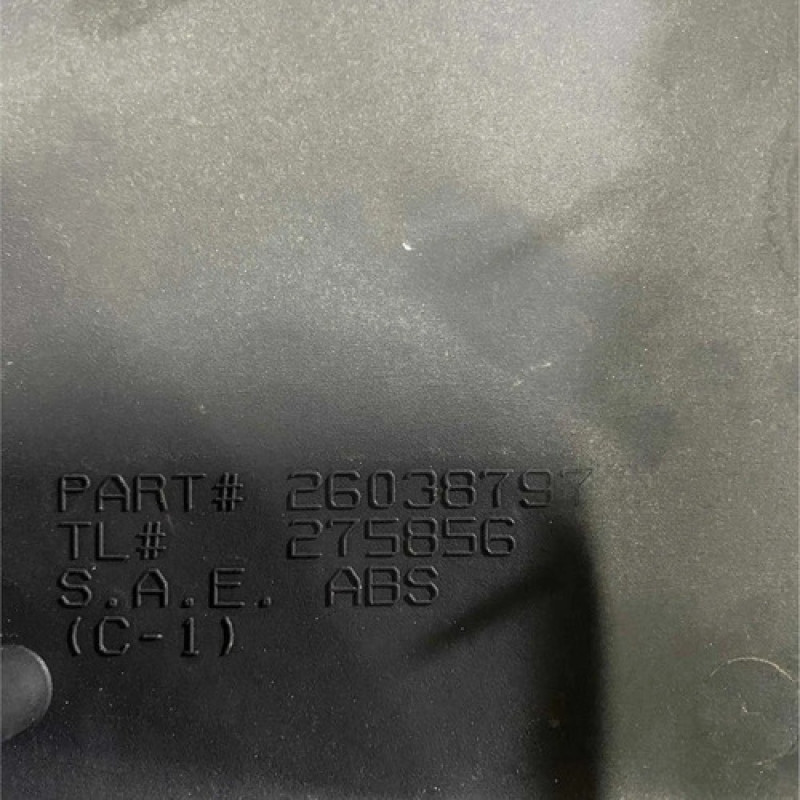 PART# 26038797
TL# 275856
S.A.E. ABS
(C-1)